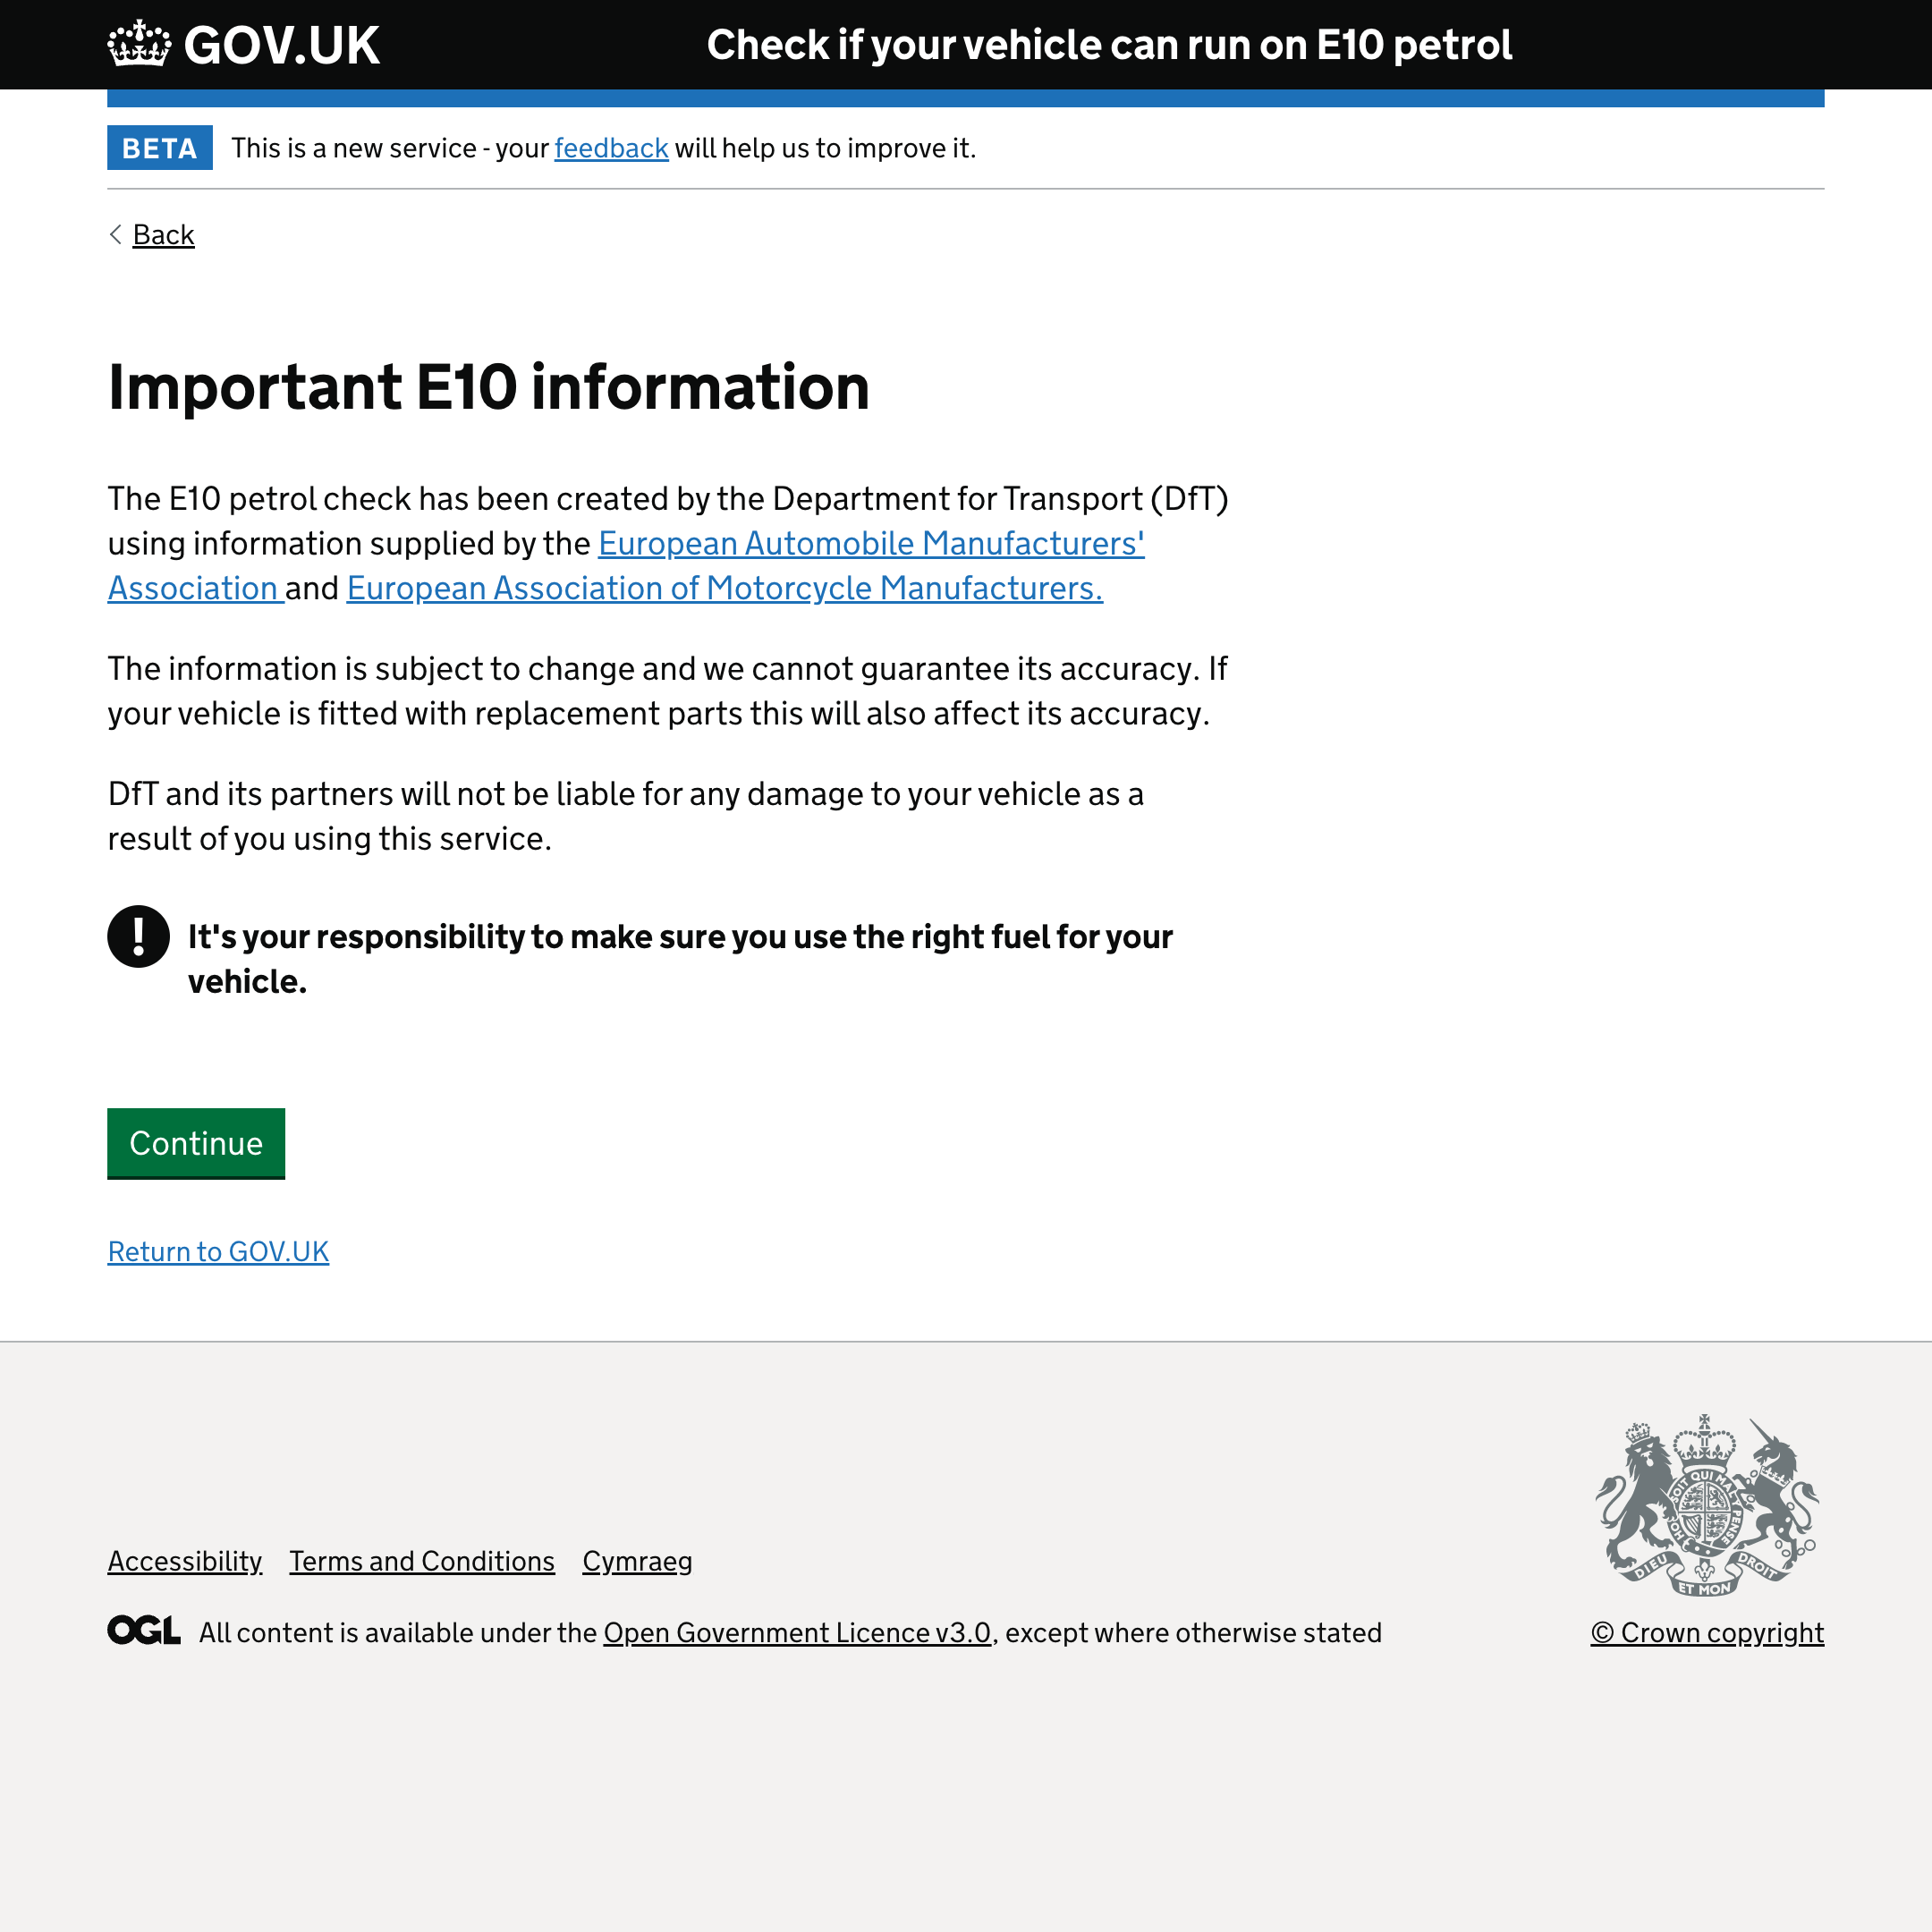 GOV.UK
Check if your vehicle can run on E10 petrol
BETA
This is a new service - your feedback will help us to improve it.
Back
Important E10 information
The E10 petrol check has been created by the Department for Transport (DfT)
using information supplied by the European Automobile Manufacturers'
Association and European Association of Motorcycle Manufacturers.
The information is subject to change and we cannot guarantee its accuracy. If
your vehicle is fitted with replacement parts this will also affect its accuracy.
DfT and its partners will not be liable for any damage to your vehicle as a
result of you using this service.
! It's your responsibility to make sure you use the right fuel for your
vehicle.
Continue
Return to GOV.UK
SOIT QUI MAL Y PENSE
DIEU ET MON DROIT
Accessibility Terms and Conditions Cymraeg
OGL All content is available under the Open Government Licence v3.0, except where otherwise stated
© Crown copyright